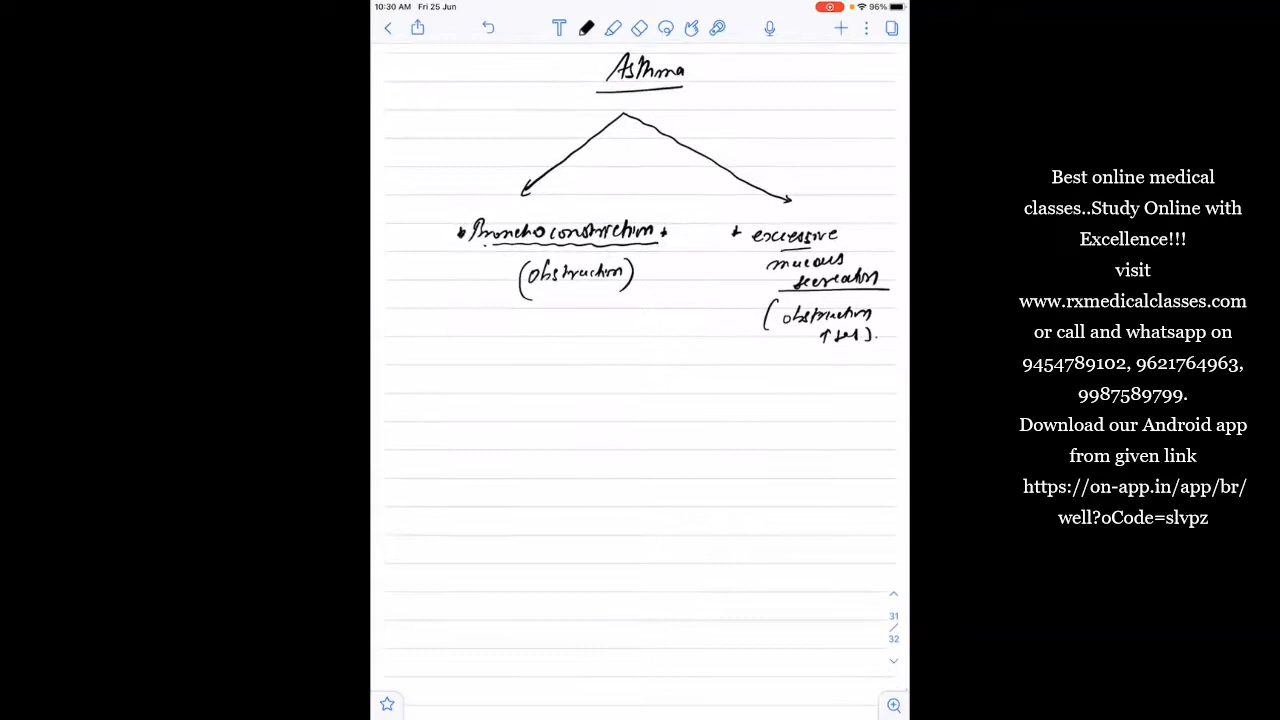 10:30 AM Fri 25 Jun
96%
Asthma
* Bronchoconstriction *
(obstruction)
* excessive
mucous
secreation
(obstruction
↑ses).
31
/
32
Best online medical
classes..Study Online with
Excellence!!!
visit
www.rxmedicalclasses.com
or call and whatsapp on
9454789102, 9621764963,
9987589799.
Download our Android app
from given link
https://on-app.in/app/br/
well?oCode=slvpz